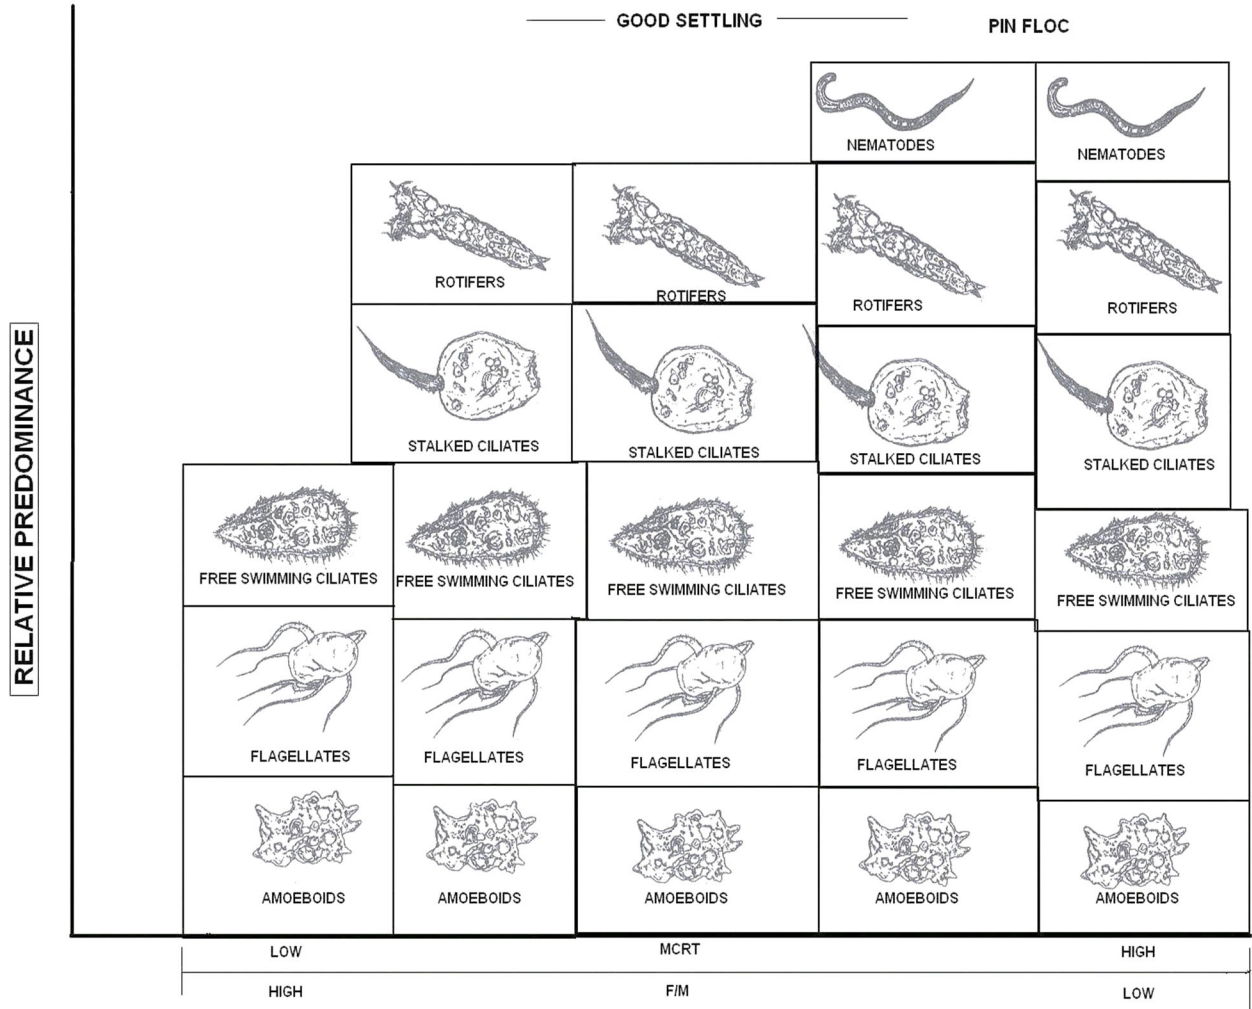 GOOD SETTLING
PIN FLOC
NEMATODES
NEMATODES
ROTIFERS
ROTIFERS
ROTIFERS
ROTIFERS
STALKED CILIATES
STALKED CILIATES
STALKED CILIATES
STALKED CILIATES
FREE SWIMMING CILIATES
FREE SWIMMING CILIATES
FREE SWIMMING CILIATES
FREE SWIMMING CILIATES
FREE SWIMMING CILIATES
FLAGELLATES
FLAGELLATES
FLAGELLATES
FLAGELLATES
FLAGELLATES
AMOEBOIDS
AMOEBOIDS
AMOEBOIDS
AMOEBOIDS
AMOEBOIDS
RELATIVE PREDOMINANCE
LOW MCRT HIGH
HIGH F/M LOW